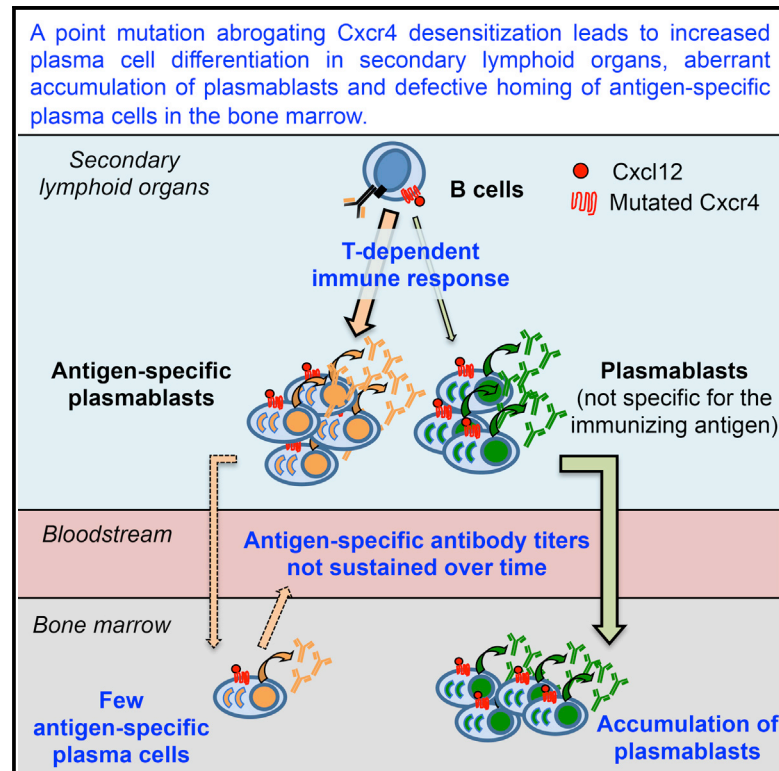 A point mutation abrogating Cxcr4 desensitization leads to increased
plasma cell differentiation in secondary lymphoid organs, aberrant
accumulation of plasmablasts and defective homing of antigen-specific
plasma cells in the bone marrow.
Secondary
lymphoid organs
B cells
Cxcl12
Mutated Cxcr4
T-dependent
immune response
Antigen-specific
plasmablasts
Plasmablasts
(not specific for the
immunizing antigen)
Bloodstream
Antigen-specific antibody titers
not sustained over time
Bone marrow
Few
antigen-specific
plasma cells
Accumulation of
plasmablasts